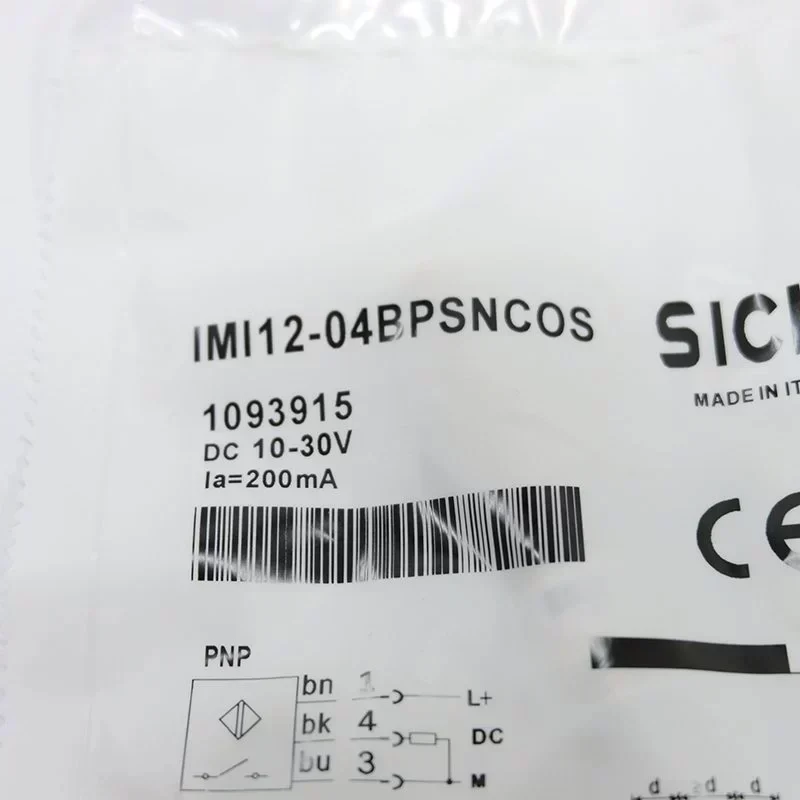 IMI12-04BPSNC0S
SIC
MADE IN IT
1093915
DC 10-30V
Ia=200mA
CE
PNP
bn 1 L+
bk 4 DC
bu 3 M
d d d